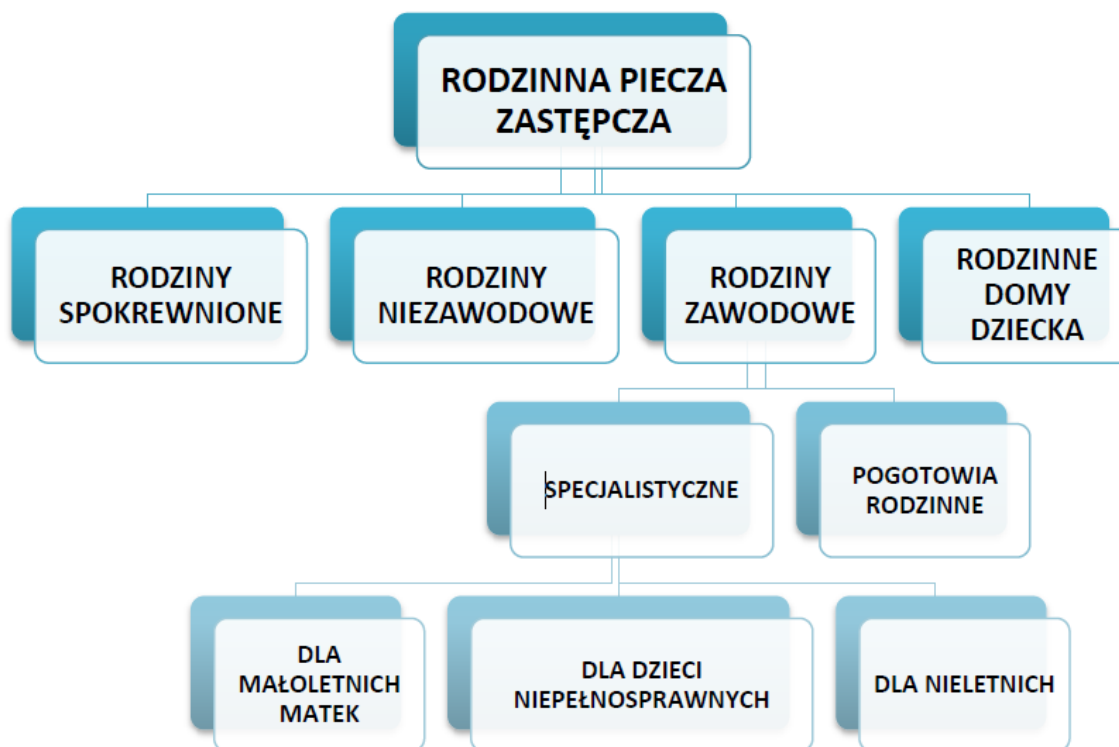 RODZINNA PIECZA
ZASTĘPCZA
RODZINY
SPOKREWNIONE
RODZINY
NIEZAWODOWE
RODZINY
ZAWODOWE
RODZINNE
DOMY
DZIECKA
SPECJALISTYCZNE
POGOTOWIA
RODZINNE
DLA
MAŁOLETNICH
MATEK
DLA DZIECI
NIEPEŁNOSPRAWNYCH
DLA NIELETNICH